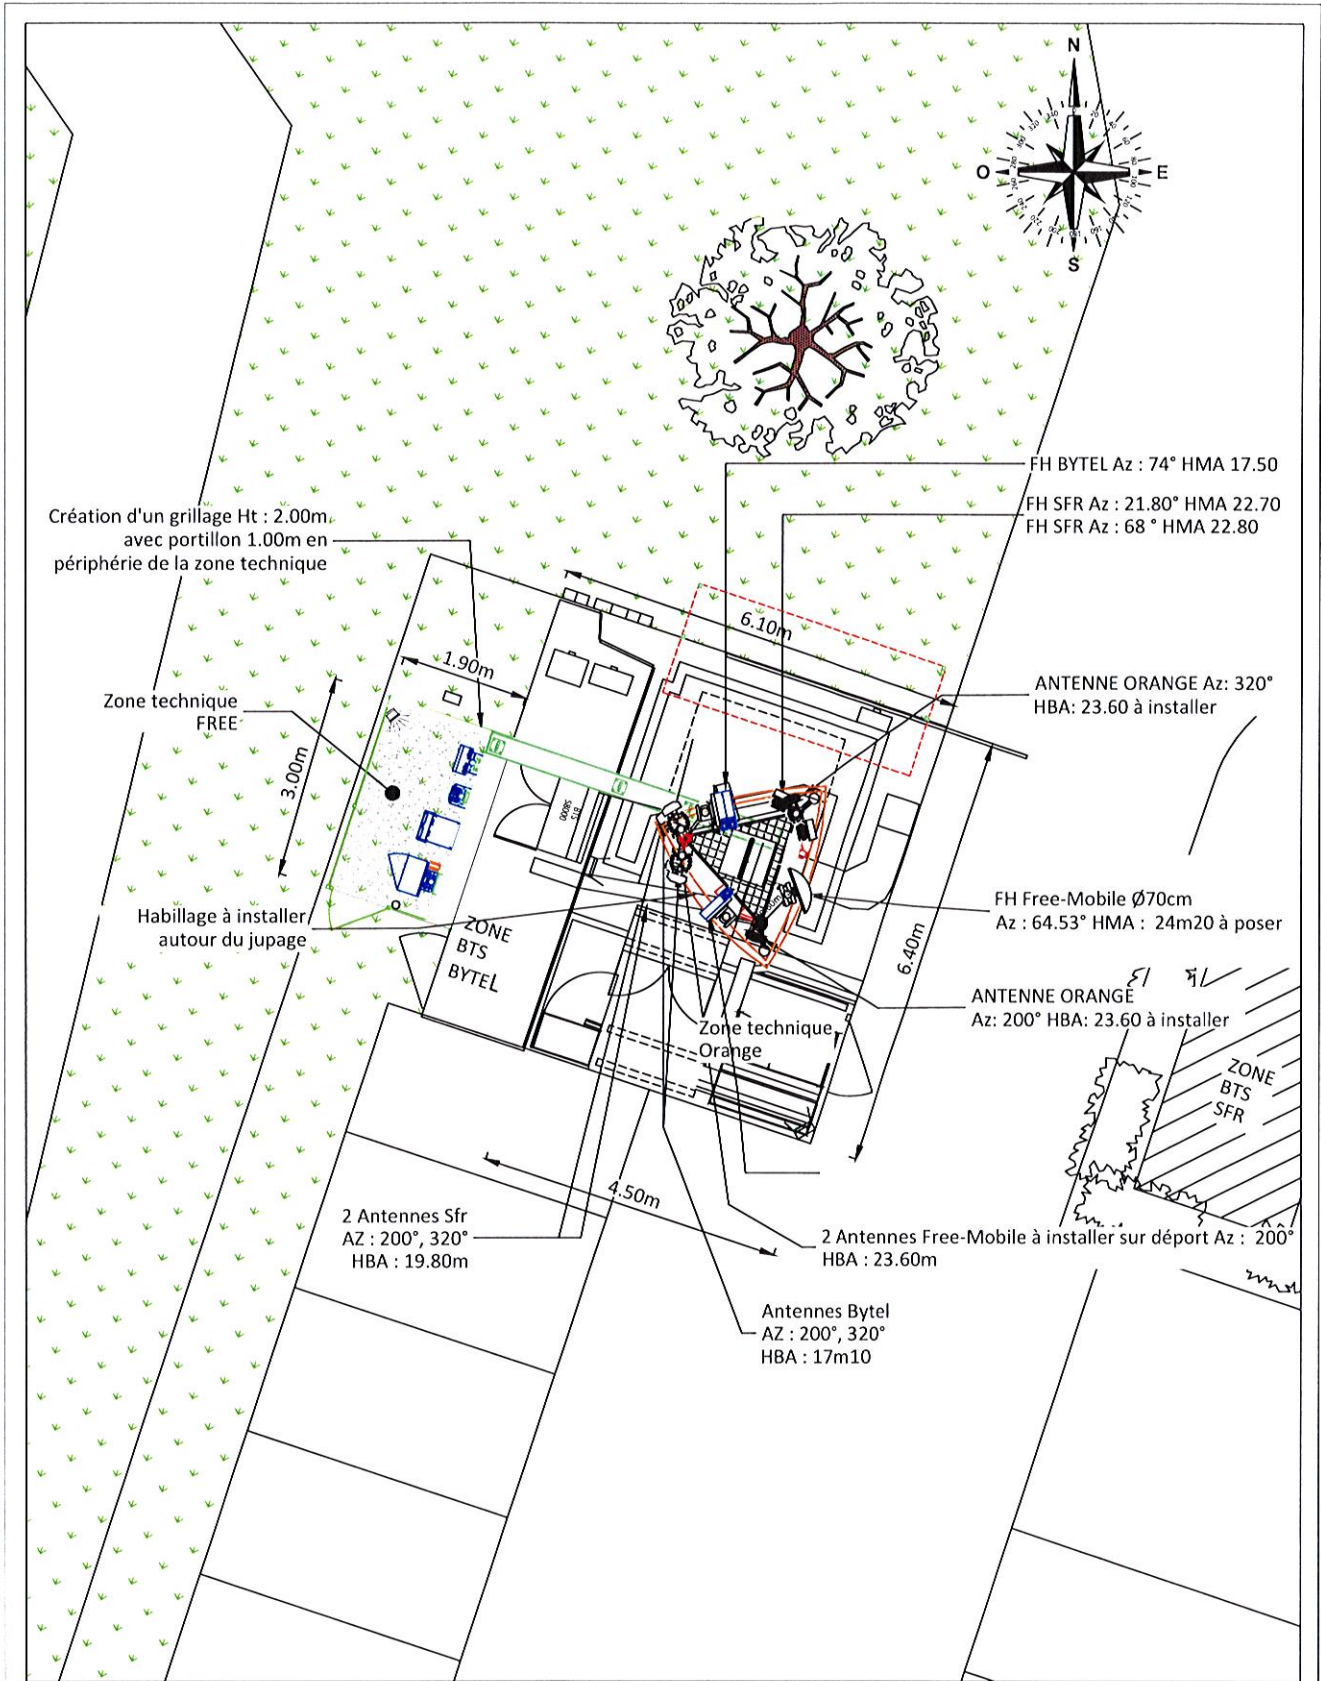 N
O
E
S
FH BYTEL Az : 74° HMA 17.50
FH SFR Az : 21.80° HMA 22.70
FH SFR Az : 68 ° HMA 22.80
Création d'un grillage Ht : 2.00m,
avec portillon 1.00m en
périphérie de la zone technique
6.10m
1.90m
ANTENNE ORANGE Az: 320°
HBA: 23.60 à installer
Zone technique
FREE
3.00m
BTS
S8000
FH Free-Mobile Ø70cm
Az : 64.53° HMA : 24m20 à poser
Habillage à installer
autour du jupage
ZONE
BTS
BYTEL
6.40m
ANTENNE ORANGE
Az: 200° HBA: 23.60 à installer
Zone technique
Orange
ZONE
BTS
SFR
4.50m
2 Antennes Sfr
AZ : 200°, 320°
HBA : 19.80m
2 Antennes Free-Mobile à installer sur déport Az : 200°
HBA : 23.60m
Antennes Bytel
AZ : 200°, 320°
HBA : 17m10